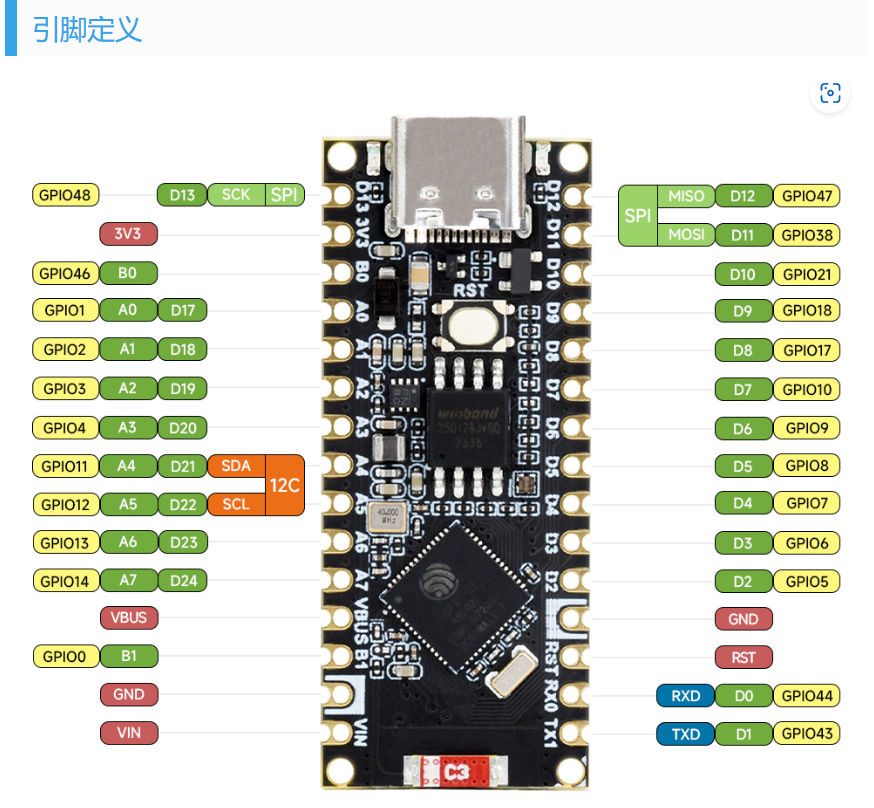 引脚定义
GPIO48 D13 SCK SPI
3V3
GPIO46 B0
GPIO1 A0 D17
GPIO2 A1 D18
GPIO3 A2 D19
GPIO4 A3 D20
GPIO11 A4 D21 SDA
12C
GPIO12 A5 D22 SCL
GPIO13 A6 D23
GPIO14 A7 D24
VBUS
GPIO0 B1
GND
VIN
D13
3V3
B0
A0
A1
A2
A3
A4
A5
A6
A7
VBUS
B1
VIN
RST
winbond
25Q128JVSQ
2336
40.000
MHz
C3
D12
D11
D10
D9
D8
D7
D6
D5
D4
D3
D2
RST
RX0
TX1
SPI
MISO D12 GPIO47
MOSI D11 GPIO38
D10 GPIO21
D9 GPIO18
D8 GPIO17
D7 GPIO10
D6 GPIO9
D5 GPIO8
D4 GPIO7
D3 GPIO6
D2 GPIO5
GND
RST
RXD D0 GPIO44
TXD D1 GPIO43